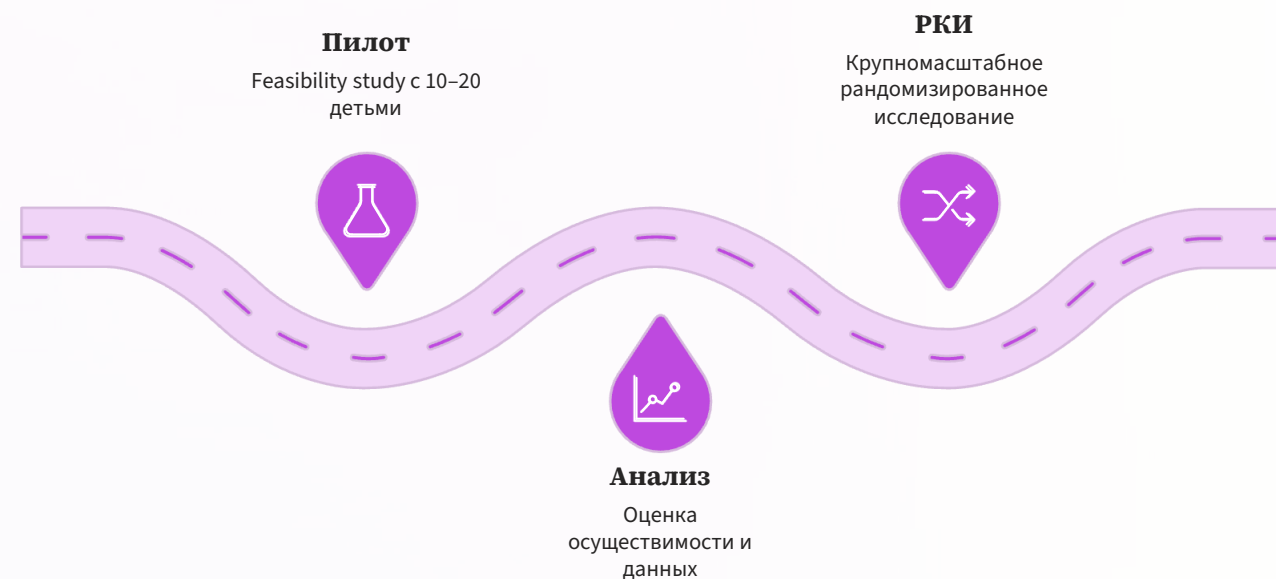 Пилот
Feasibility study с 10–20
детьми
РКИ
Крупномасштабное
рандомизированное
исследование
Анализ
Оценка
осуществимости и
данных